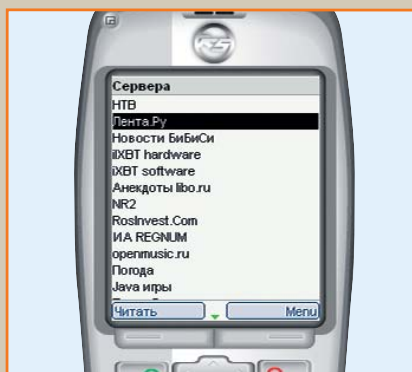 Сервера
НТВ
Лента.Ру
Новости БиБиСи
iIXBT hardware
iXBT software
Анекдоты libo.ru
NR2
RosInvest.Com
ИА REGNUM
openmusic.ru
Погода
Java игры
Читать Menu